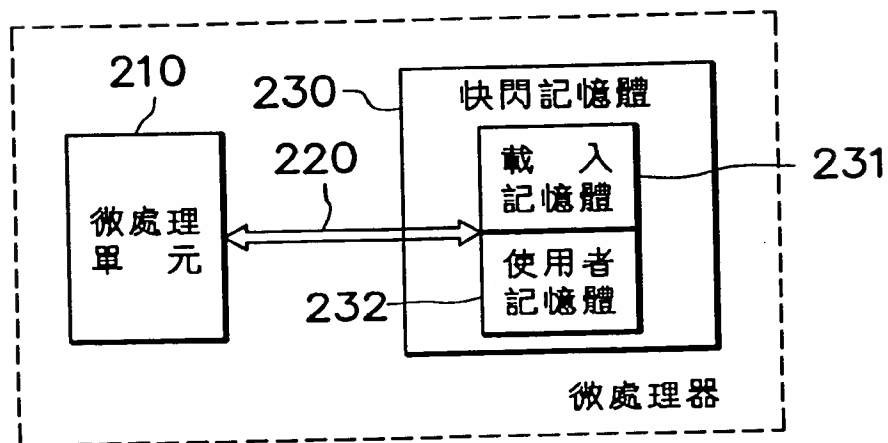 210
230
快閃記憶體
220
載 入
記憶體
231
微處理
單 元
使用者
記憶體
232
微處理器